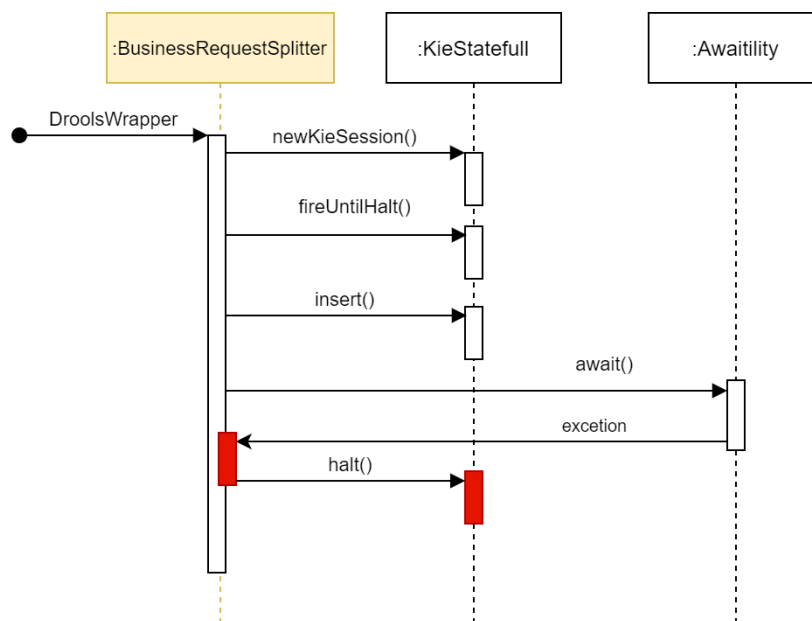 :BusinessRequestSplitter
:KieStatefull
:Awaitility
DroolsWrapper
newKieSession()
fireUntilHalt()
insert()
await()
excetion
halt()